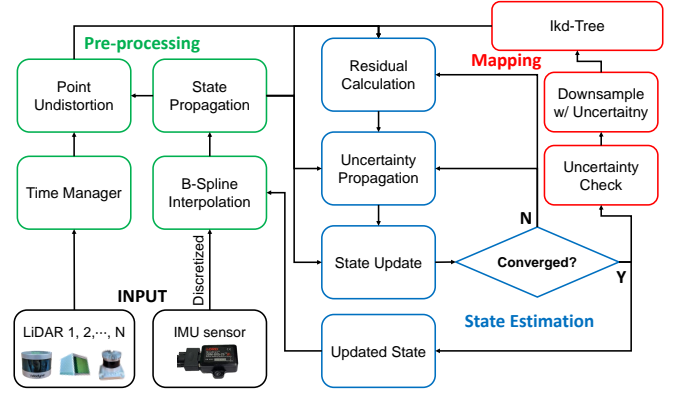 Ikd-Tree
Pre-processing
Mapping
Point
Undistortion
State
Propagation
Residual
Calculation
Downsample
w/ Uncertaitny
Time Manager
B-Spline
Interpolation
Uncertainty
Propagation
Uncertainty
Check
N
Discretized
State Update
Converged?
Y
INPUT
State Estimation
LiDAR 1, 2,···, N
IMU sensor
Updated State